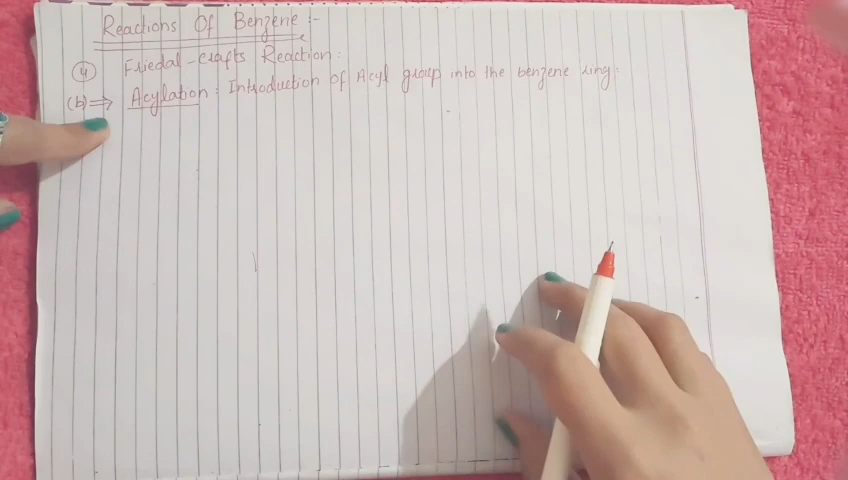 Reactions Of Benzene :-
4 Friedal-crafts Reaction :
(b) ⇒ Acylation : Introduction of Acyl group into the benzene ring :